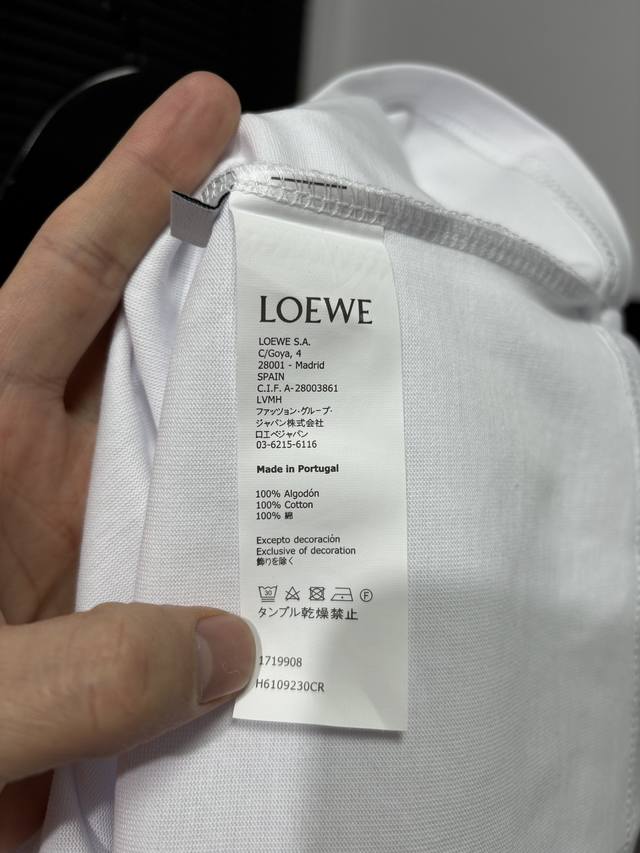 LOEWE
LOEWE S.A.
C/Goya, 4
28001 - Madrid
SPAIN
C.I.F. A-28003861
LVMH
ファッション・グループ・
ジャパン株式会社
ロエベジャパン
03-6215-6116
Made in Portugal
100% Algodón
100% Cotton
100% 綿
Excepto decoración
Exclusive of decoration
飾りを除く
30 F
タンブル乾燥禁止
1719908
H6109230CR